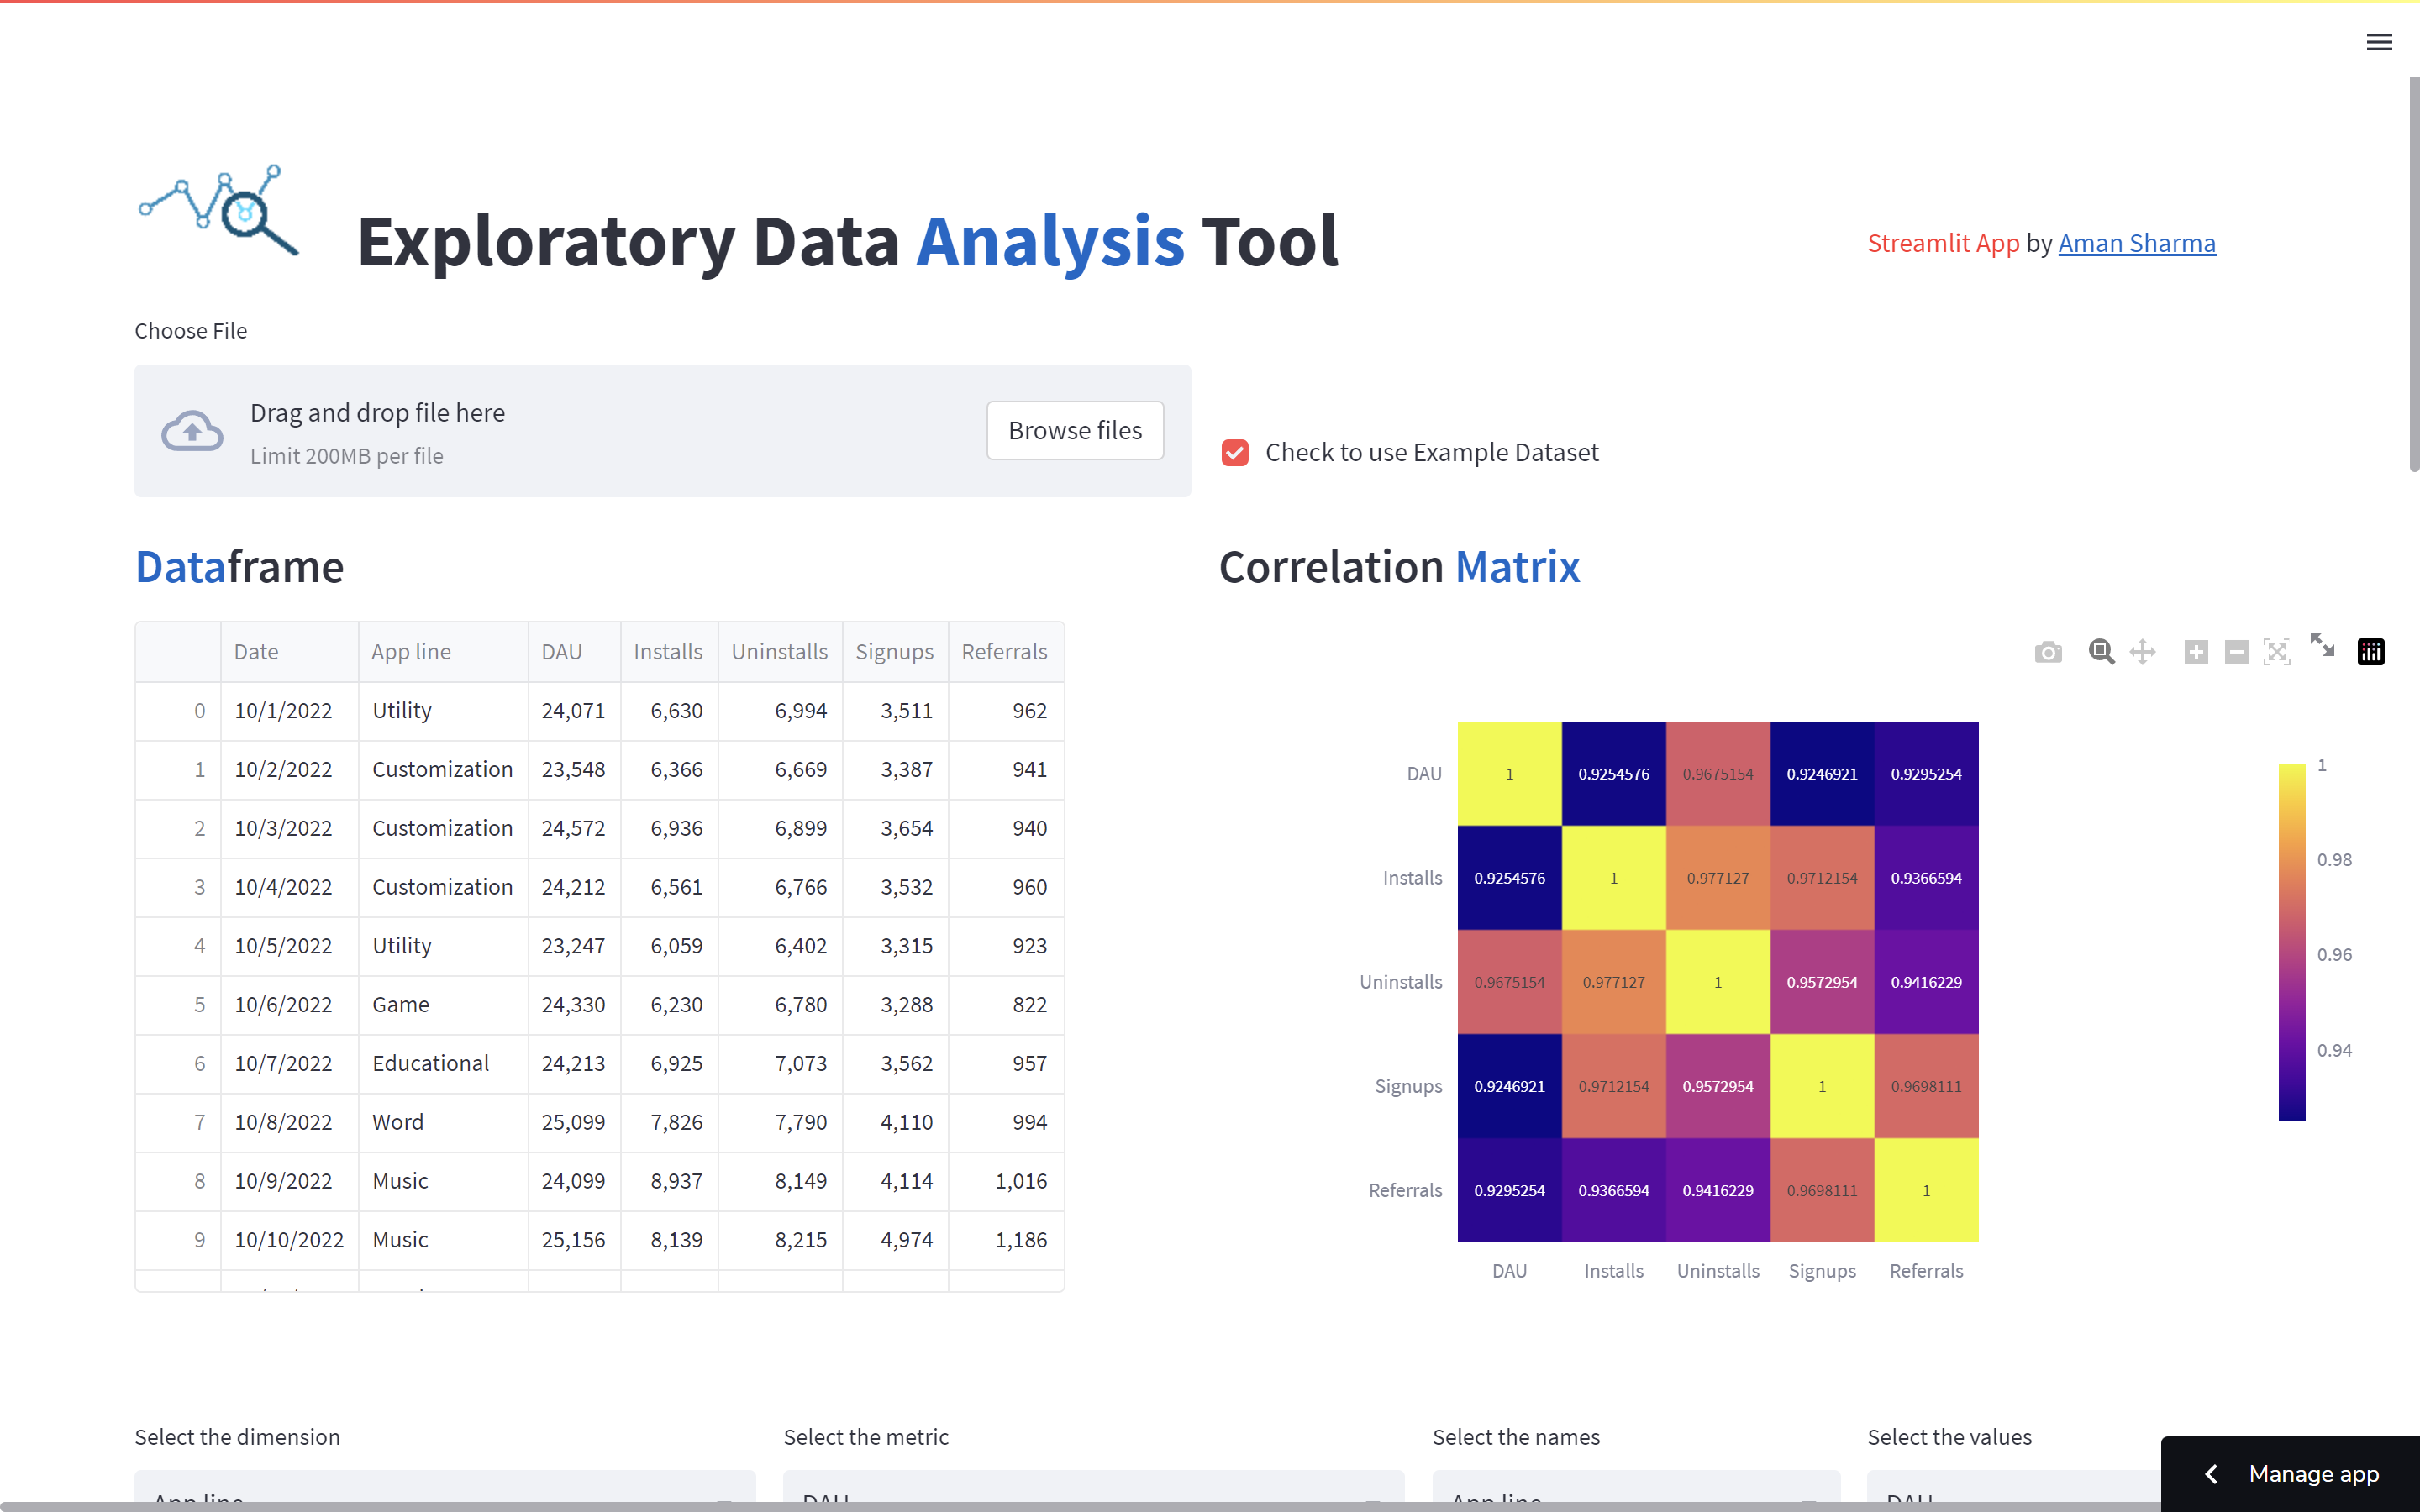 Exploratory Data Analysis Tool
Streamlit App by Aman Sharma
Choose File
Drag and drop file here
Limit 200MB per file
Browse files
Check to use Example Dataset
Dataframe
Date App line DAU Installs Uninstalls Signups Referrals
0 10/1/2022 Utility 24,071 6,630 6,994 3,511 962
1 10/2/2022 Customization 23,548 6,366 6,669 3,387 941
2 10/3/2022 Customization 24,572 6,936 6,899 3,654 940
3 10/4/2022 Customization 24,212 6,561 6,766 3,532 960
4 10/5/2022 Utility 23,247 6,059 6,402 3,315 923
5 10/6/2022 Game 24,330 6,230 6,780 3,288 822
6 10/7/2022 Educational 24,213 6,925 7,073 3,562 957
7 10/8/2022 Word 25,099 7,826 7,790 4,110 994
8 10/9/2022 Music 24,099 8,937 8,149 4,114 1,016
9 10/10/2022 Music 25,156 8,139 8,215 4,974 1,186
Correlation Matrix
DAU 1 0.9254576 0.9675154 0.9246921 0.9295254
Installs 0.9254576 1 0.977127 0.9712154 0.9366594
Uninstalls 0.9675154 0.977127 1 0.9572954 0.9416229
Signups 0.9246921 0.9712154 0.9572954 1 0.9698111
Referrals 0.9295254 0.9366594 0.9416229 0.9698111 1
DAU Installs Uninstalls Signups Referrals
1
0.98
0.96
0.94
Select the dimension
App line
Select the metric
DAU
Select the names
App line
Select the values
DAU
Manage app